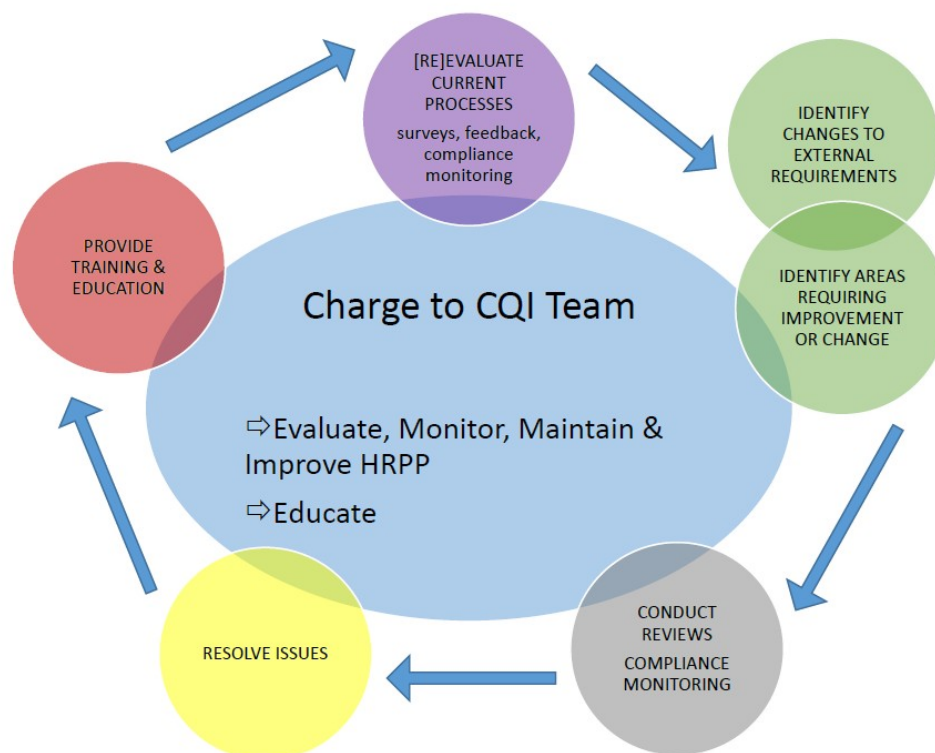 [RE]EVALUATE
CURRENT
PROCESSES
surveys, feedback,
compliance
monitoring
IDENTIFY
CHANGES TO
EXTERNAL
REQUIREMENTS
IDENTIFY AREAS
REQUIRING
IMPROVEMENT
OR CHANGE
CONDUCT
REVIEWS
COMPLIANCE
MONITORING
RESOLVE ISSUES
PROVIDE
TRAINING &
EDUCATION
Charge to CQI Team
⇨Evaluate, Monitor, Maintain &
Improve HRPP
⇨Educate